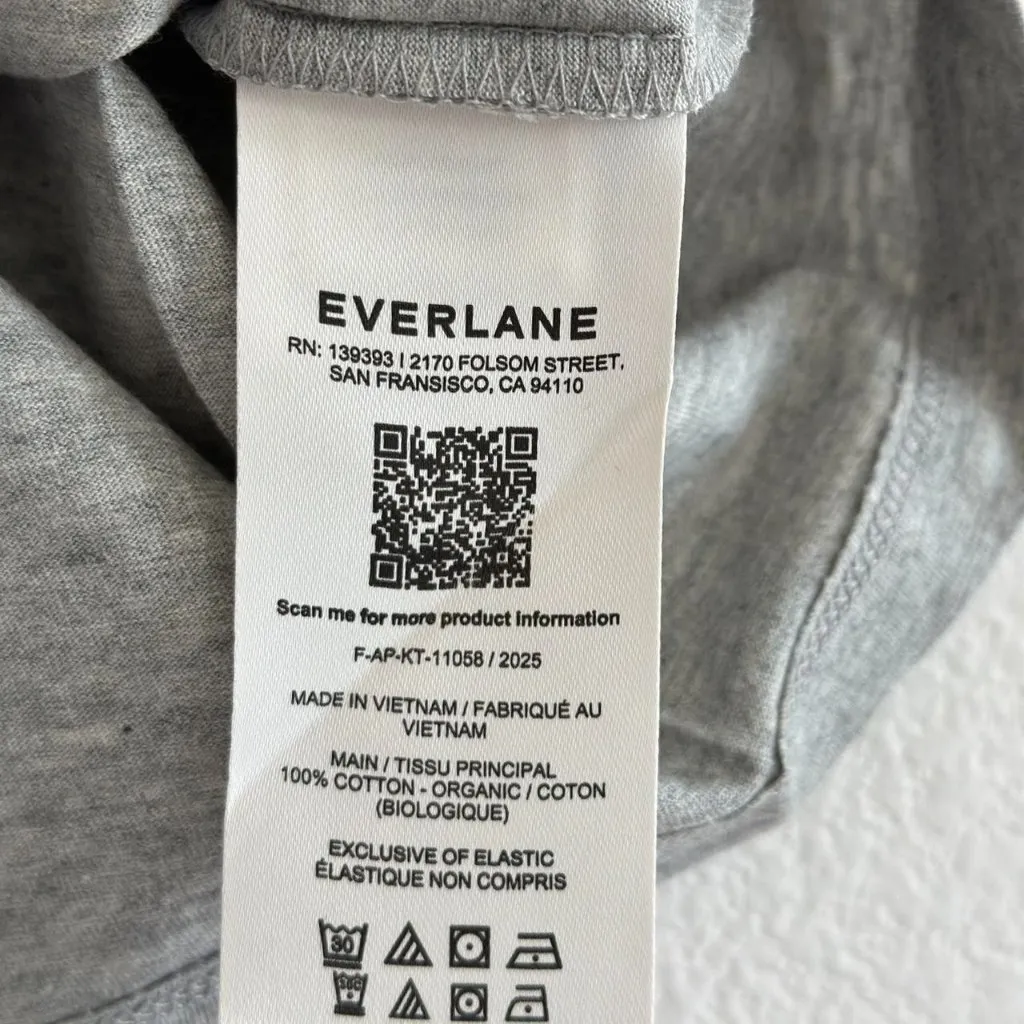 EVERLANE
RN: 139393 | 2170 FOLSOM STREET,
SAN FRANSISCO, CA 94110
Scan me for more product information
F-AP-KT-11058 / 2025
MADE IN VIETNAM / FABRIQUÉ AU
VIETNAM
MAIN / TISSU PRINCIPAL
100% COTTON - ORGANIC / COTON
(BIOLOGIQUE)
EXCLUSIVE OF ELASTIC
ÉLASTIQUE NON COMPRIS
30